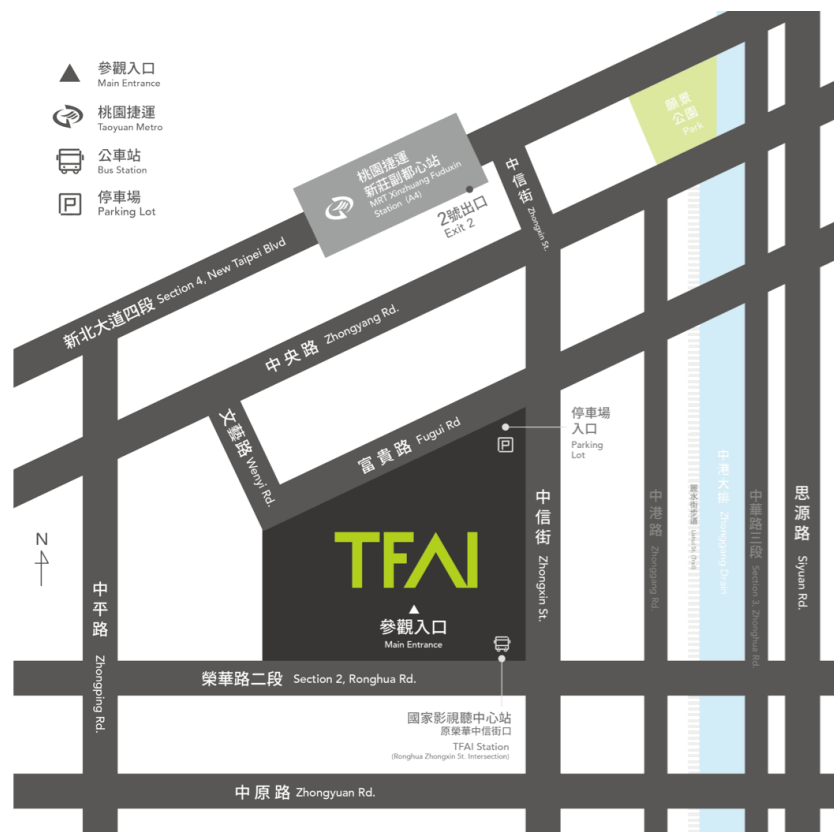 參觀入口
Main Entrance
桃園捷運
Taoyuan Metro
公車站
Bus Station
停車場
P
Parking Lot
桃園捷運
新莊副都心站
MRT Xinzhuang Fuduxin
Station (A4)
2號出口
Exit 2
中信街 Zhongxin St.
願景
公園
Park
新北大道四段 Section 4, New Taipei Blvd
中央路 Zhongyang Rd.
文藝路 Wenyi Rd.
富貴路 Fugui Rd
停車場
入口
Parking
Lot
P
N
TFAI
參觀入口
Main Entrance
中平路 Zhongping Rd.
中信街 Zhongxin St.
中港路 Zhonggang Rd.
中港大排 Zhonggang Drain
中華路三段 Section 3, Zhonghua Rd.
思源路 Siyuan Rd.
榮華路二段 Section 2, Ronghua Rd.
國家影視聽中心站
原榮華中信街口
TFAI Station
(Ronghua Zhongxin St. Intersection)
中原路 Zhongyuan Rd.